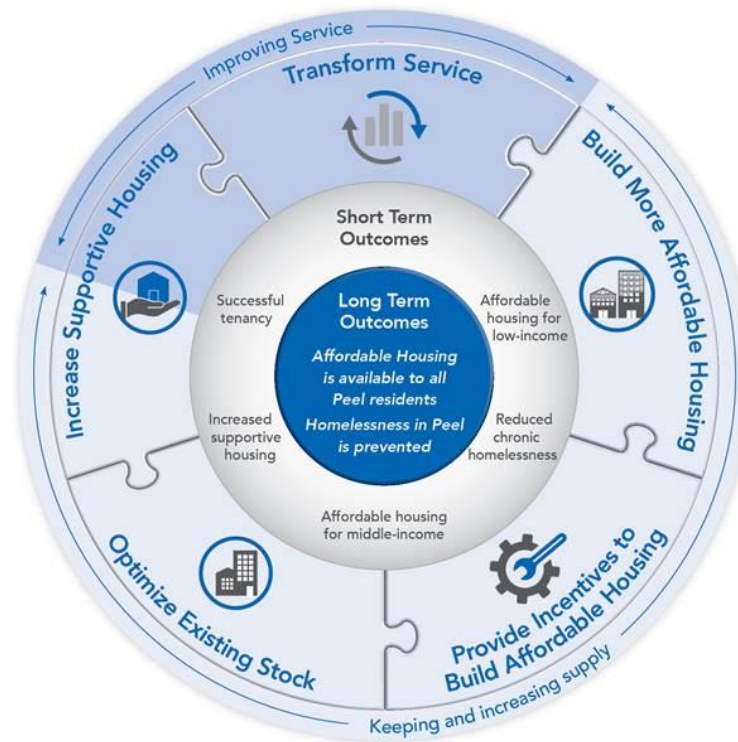 Improving Service
Transform Service
Build More Affordable Housing
Provide Incentives to
Build Affordable Housing
Keeping and increasing supply
Optimize Existing Stock
Increase Supportive Housing
Short Term
Outcomes
Successful
tenancy
Affordable
housing for
low-income
Increased
supportive
housing
Reduced
chronic
homelessness
Affordable housing
for middle-income
Long Term
Outcomes
Affordable Housing
is available to all
Peel residents
Homelessness in Peel
is prevented